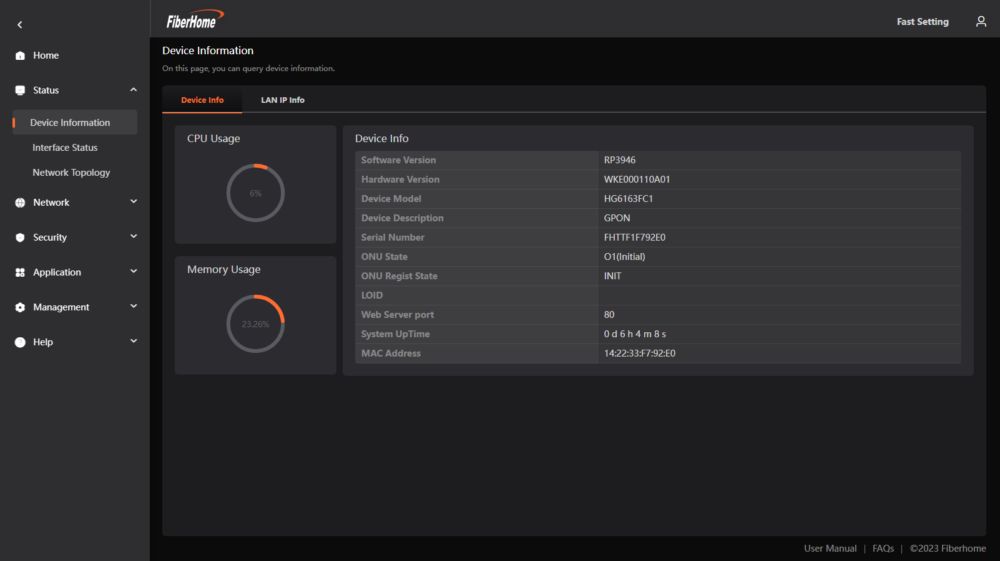 Home
Status
Device Information
Interface Status
Network Topology
Network
Security
Application
Management
Help
FiberHome
Fast Setting
Device Information
On this page, you can query device information.
Device Info
LAN IP Info
CPU Usage
6%
Memory Usage
23.26%
Device Info
Software Version RP3946
Hardware Version WKE000110A01
Device Model HG6163FC1
Device Description GPON
Serial Number FHTTF1F792E0
ONU State O1(Initial)
ONU Regist State INIT
LOID
Web Server port 80
System UpTime 0 d 6 h 4 m 8 s
MAC Address 14:22:33:F7:92:E0
User Manual | FAQs | ©2023 Fiberhome